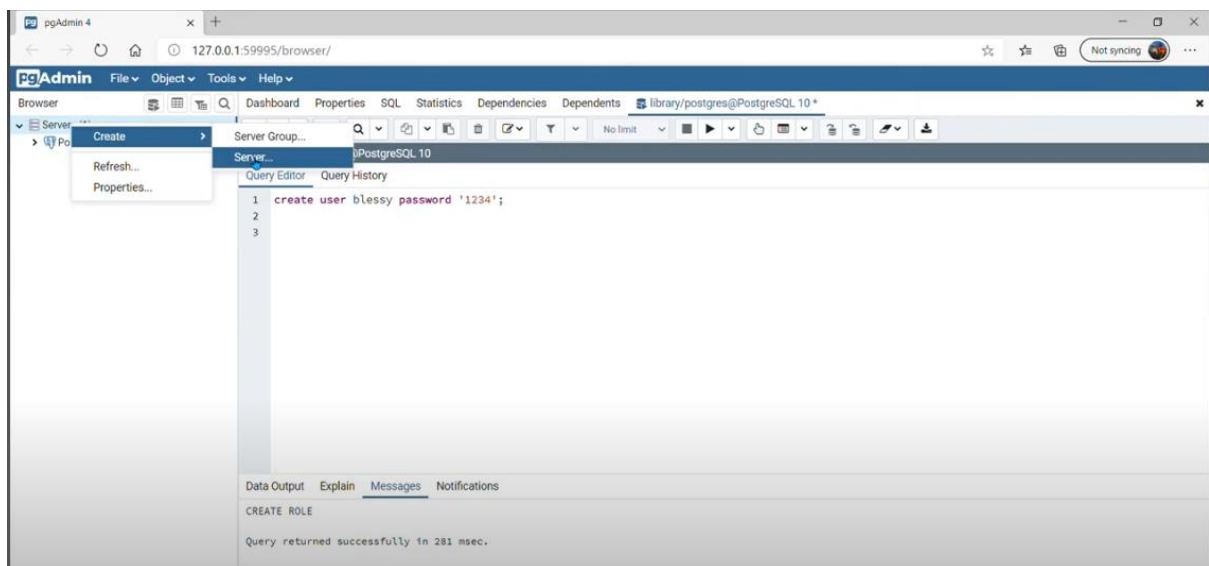 pgAdmin 4
127.0.0.1:59995/browser/
Not syncing
pgAdmin File Object Tools Help
Browser
Dashboard Properties SQL Statistics Dependencies Dependents library/postgres@PostgreSQL 10 *
Server
Po
Create
Refresh...
Properties...
Server Group...
Server...
No limit
@PostgreSQL 10
Query Editor Query History
1 create user blessy password '1234';
2
3
Data Output Explain Messages Notifications
CREATE ROLE
Query returned successfully in 281 msec.